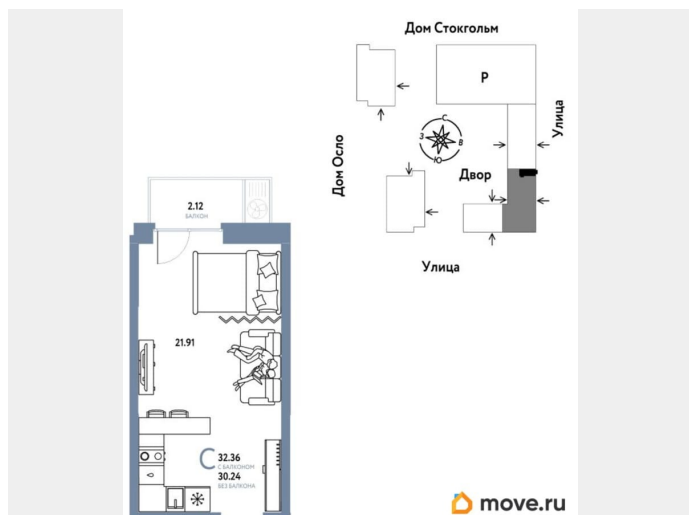 Дом Стокгольм
Р
Улица
С
З
В
Ю
Дом Осло
Двор
Улица
2.12
БАЛКОН
21.91
С
32.36
С БАЛКОНОМ
30.24
БЕЗ БАЛКОНА
move.ru